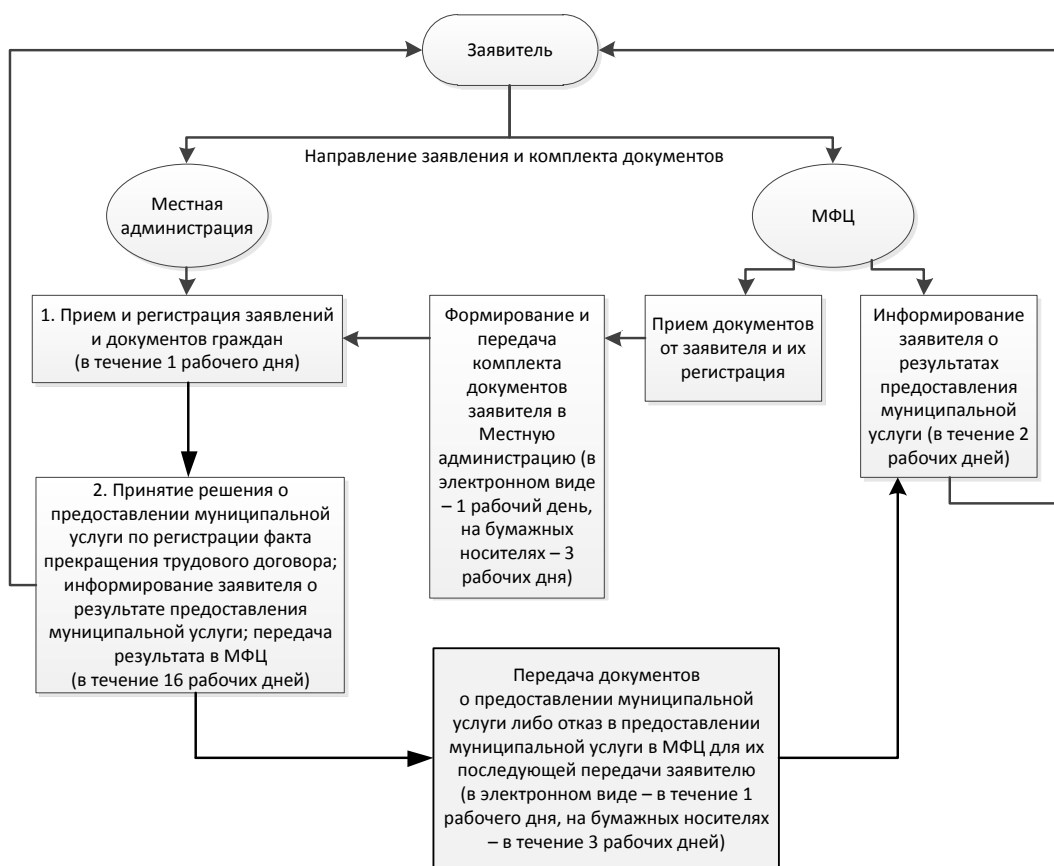 Заявитель
Направление заявления и комплекта документов
Местная
администрация
МФЦ
1. Прием и регистрация заявлений
и документов граждан
(в течение 1 рабочего дня)
Формирование и
передача
комплекта
документов
заявителя в
Местную
администрацию (в
электронном виде
– 1 рабочий день,
на бумажных
носителях – 3
рабочих дня)
Прием документов
от заявителя и их
регистрация
Информирование
заявителя о
результатах
предоставления
муниципальной
услуги (в течение 2
рабочих дней)
2. Принятие решения о
предоставлении муниципальной
услуги по регистрации факта
прекращения трудового договора;
информирование заявителя о
результате предоставления
муниципальной услуги; передача
результата в МФЦ
(в течение 16 рабочих дней)
Передача документов
о предоставлении муниципальной
услуги либо отказ в предоставлении
муниципальной услуги в МФЦ для их
последующей передачи заявителю
(в электронном виде – в течение 1
рабочего дня, на бумажных носителях
– в течение 3 рабочих дней)